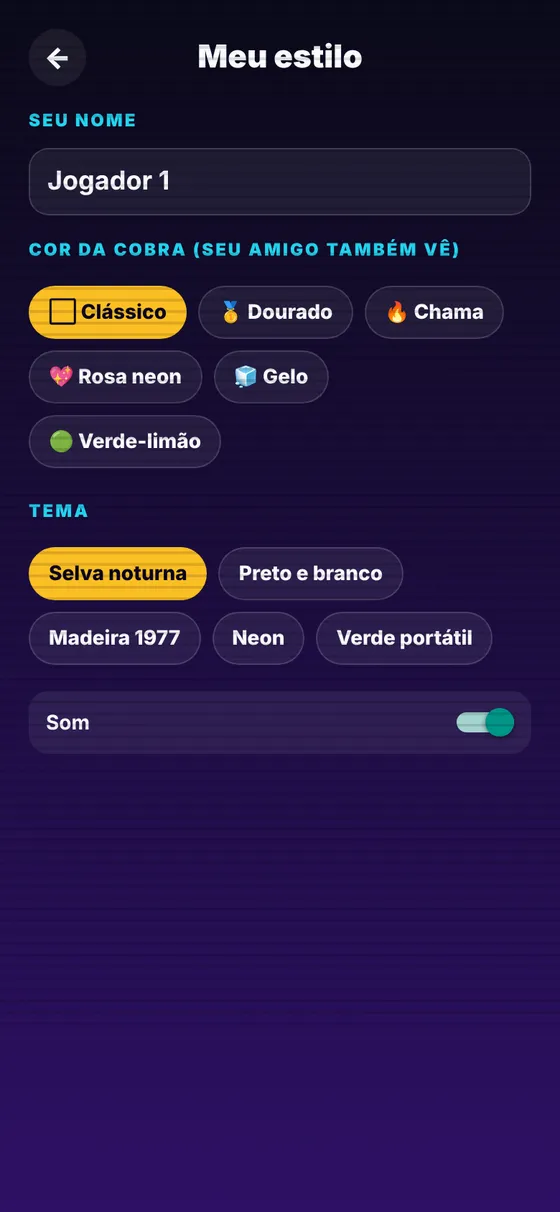 Meu estilo
SEU NOME
Jogador 1
COR DA COBRA (SEU AMIGO TAMBÉM VÊ)
Clássico
🏅 Dourado
🔥 Chama
💖 Rosa neon
🧊 Gelo
🟢 Verde-limão
TEMA
Selva noturna
Preto e branco
Madeira 1977
Neon
Verde portátil
Som